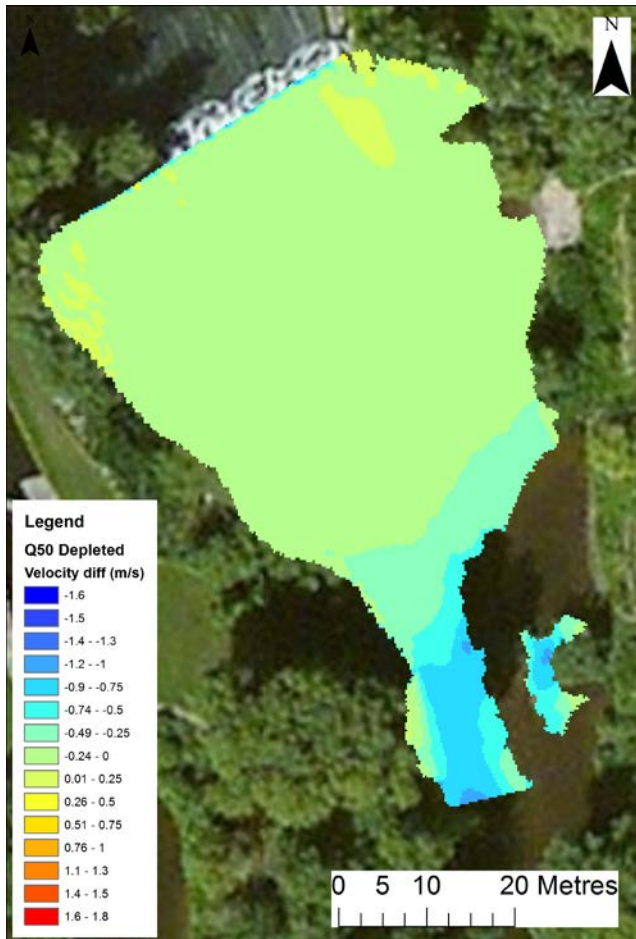 N
Legend
Q50 Depleted
Velocity diff (m/s)
-1.6
-1.5
-1.4 - -1.3
-1.2 - -1
-0.9 - -0.75
-0.74 - -0.5
-0.49 - -0.25
-0.24 - 0
0.01 - 0.25
0.26 - 0.5
0.51 - 0.75
0.76 - 1
1.1 - 1.3
1.4 - 1.5
1.6 - 1.8
0 5 10 20 Metres